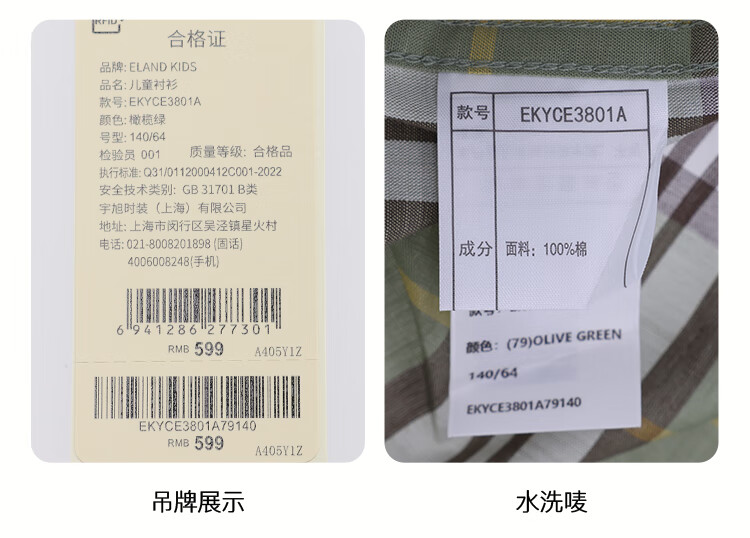 RFID
合格证
品牌: ELAND KIDS
品名: 儿童衬衫
款号: EKYCE3801A
颜色: 橄榄绿
号型: 140/64
检验员 001 质量等级: 合格品
执行标准: Q31/0112000412C001-2022
安全技术类别: GB 31701 B类
宇旭时装（上海）有限公司
地址: 上海市闵行区吴泾镇星火村
电话: 021-8008201898 (固话)
4006008248(手机)
6 941286 277301
RMB 599 A405Y1Z
EKYCE3801A79140
RMB 599 A405Y1Z
吊牌展示
款号 EKYCE3801A
成分 面料: 100%棉
款号:
颜色: (79)OLIVE GREEN
140/64
EKYCE3801A79140
水洗唛